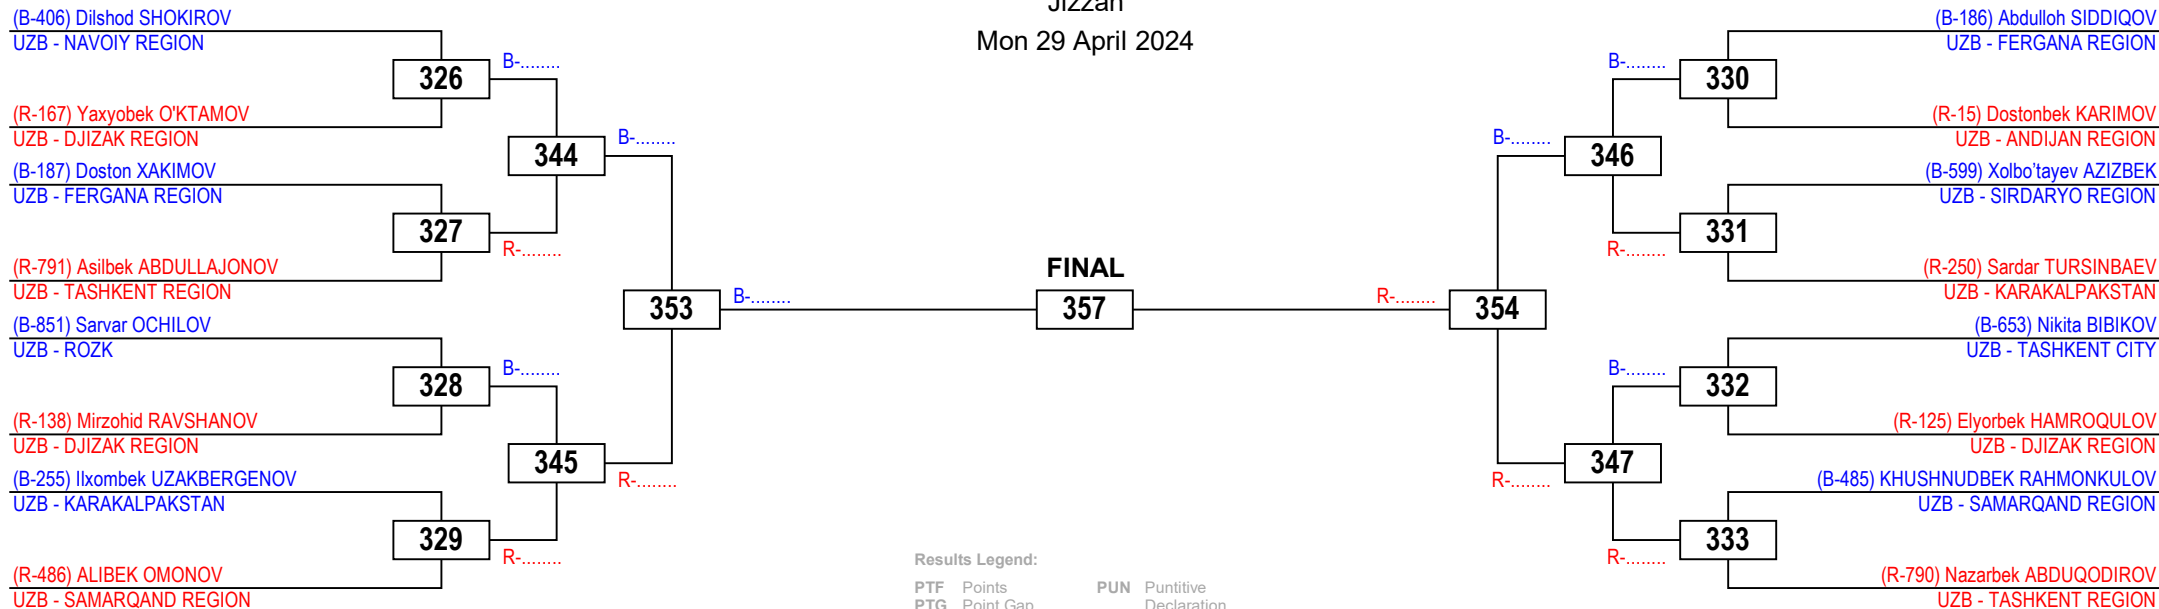 Jizzah
Mon 29 April 2024
(B-406) Dilshod SHOKIROV
UZB - NAVOIY REGION
326
(R-167) Yaxyobek O'KTAMOV
UZB - DJIZAK REGION
B-........
344
(B-187) Doston XAKIMOV
UZB - FERGANA REGION
327
(R-791) Asilbek ABDULLAJONOV
UZB - TASHKENT REGION
R-........
B-........
353
(B-851) Sarvar OCHILOV
UZB - ROZK
328
(R-138) Mirzohid RAVSHANOV
UZB - DJIZAK REGION
B-........
345
(B-255) Ilxombek UZAKBERGENOV
UZB - KARAKALPAKSTAN
329
(R-486) ALIBEK OMONOV
UZB - SAMARQAND REGION
R-........
R-........
B-........
FINAL
357
R-........
354
(B-186) Abdulloh SIDDIQOV
UZB - FERGANA REGION
330
(R-15) Dostonbek KARIMOV
UZB - ANDIJAN REGION
B-........
346
(B-599) Xolbo'tayev AZIZBEK
UZB - SIRDARYO REGION
331
(R-250) Sardar TURSINBAEV
UZB - KARAKALPAKSTAN
R-........
B-........
(B-653) Nikita BIBIKOV
UZB - TASHKENT CITY
332
(R-125) Elyorbek HAMROQULOV
UZB - DJIZAK REGION
B-........
347
(B-485) KHUSHNUDBEK RAHMONKULOV
UZB - SAMARQAND REGION
333
(R-790) Nazarbek ABDUQODIROV
UZB - TASHKENT REGION
R-........
R-........
Results Legend:
PTF Points PUN Puntitive
PTG Point Gap Declaration